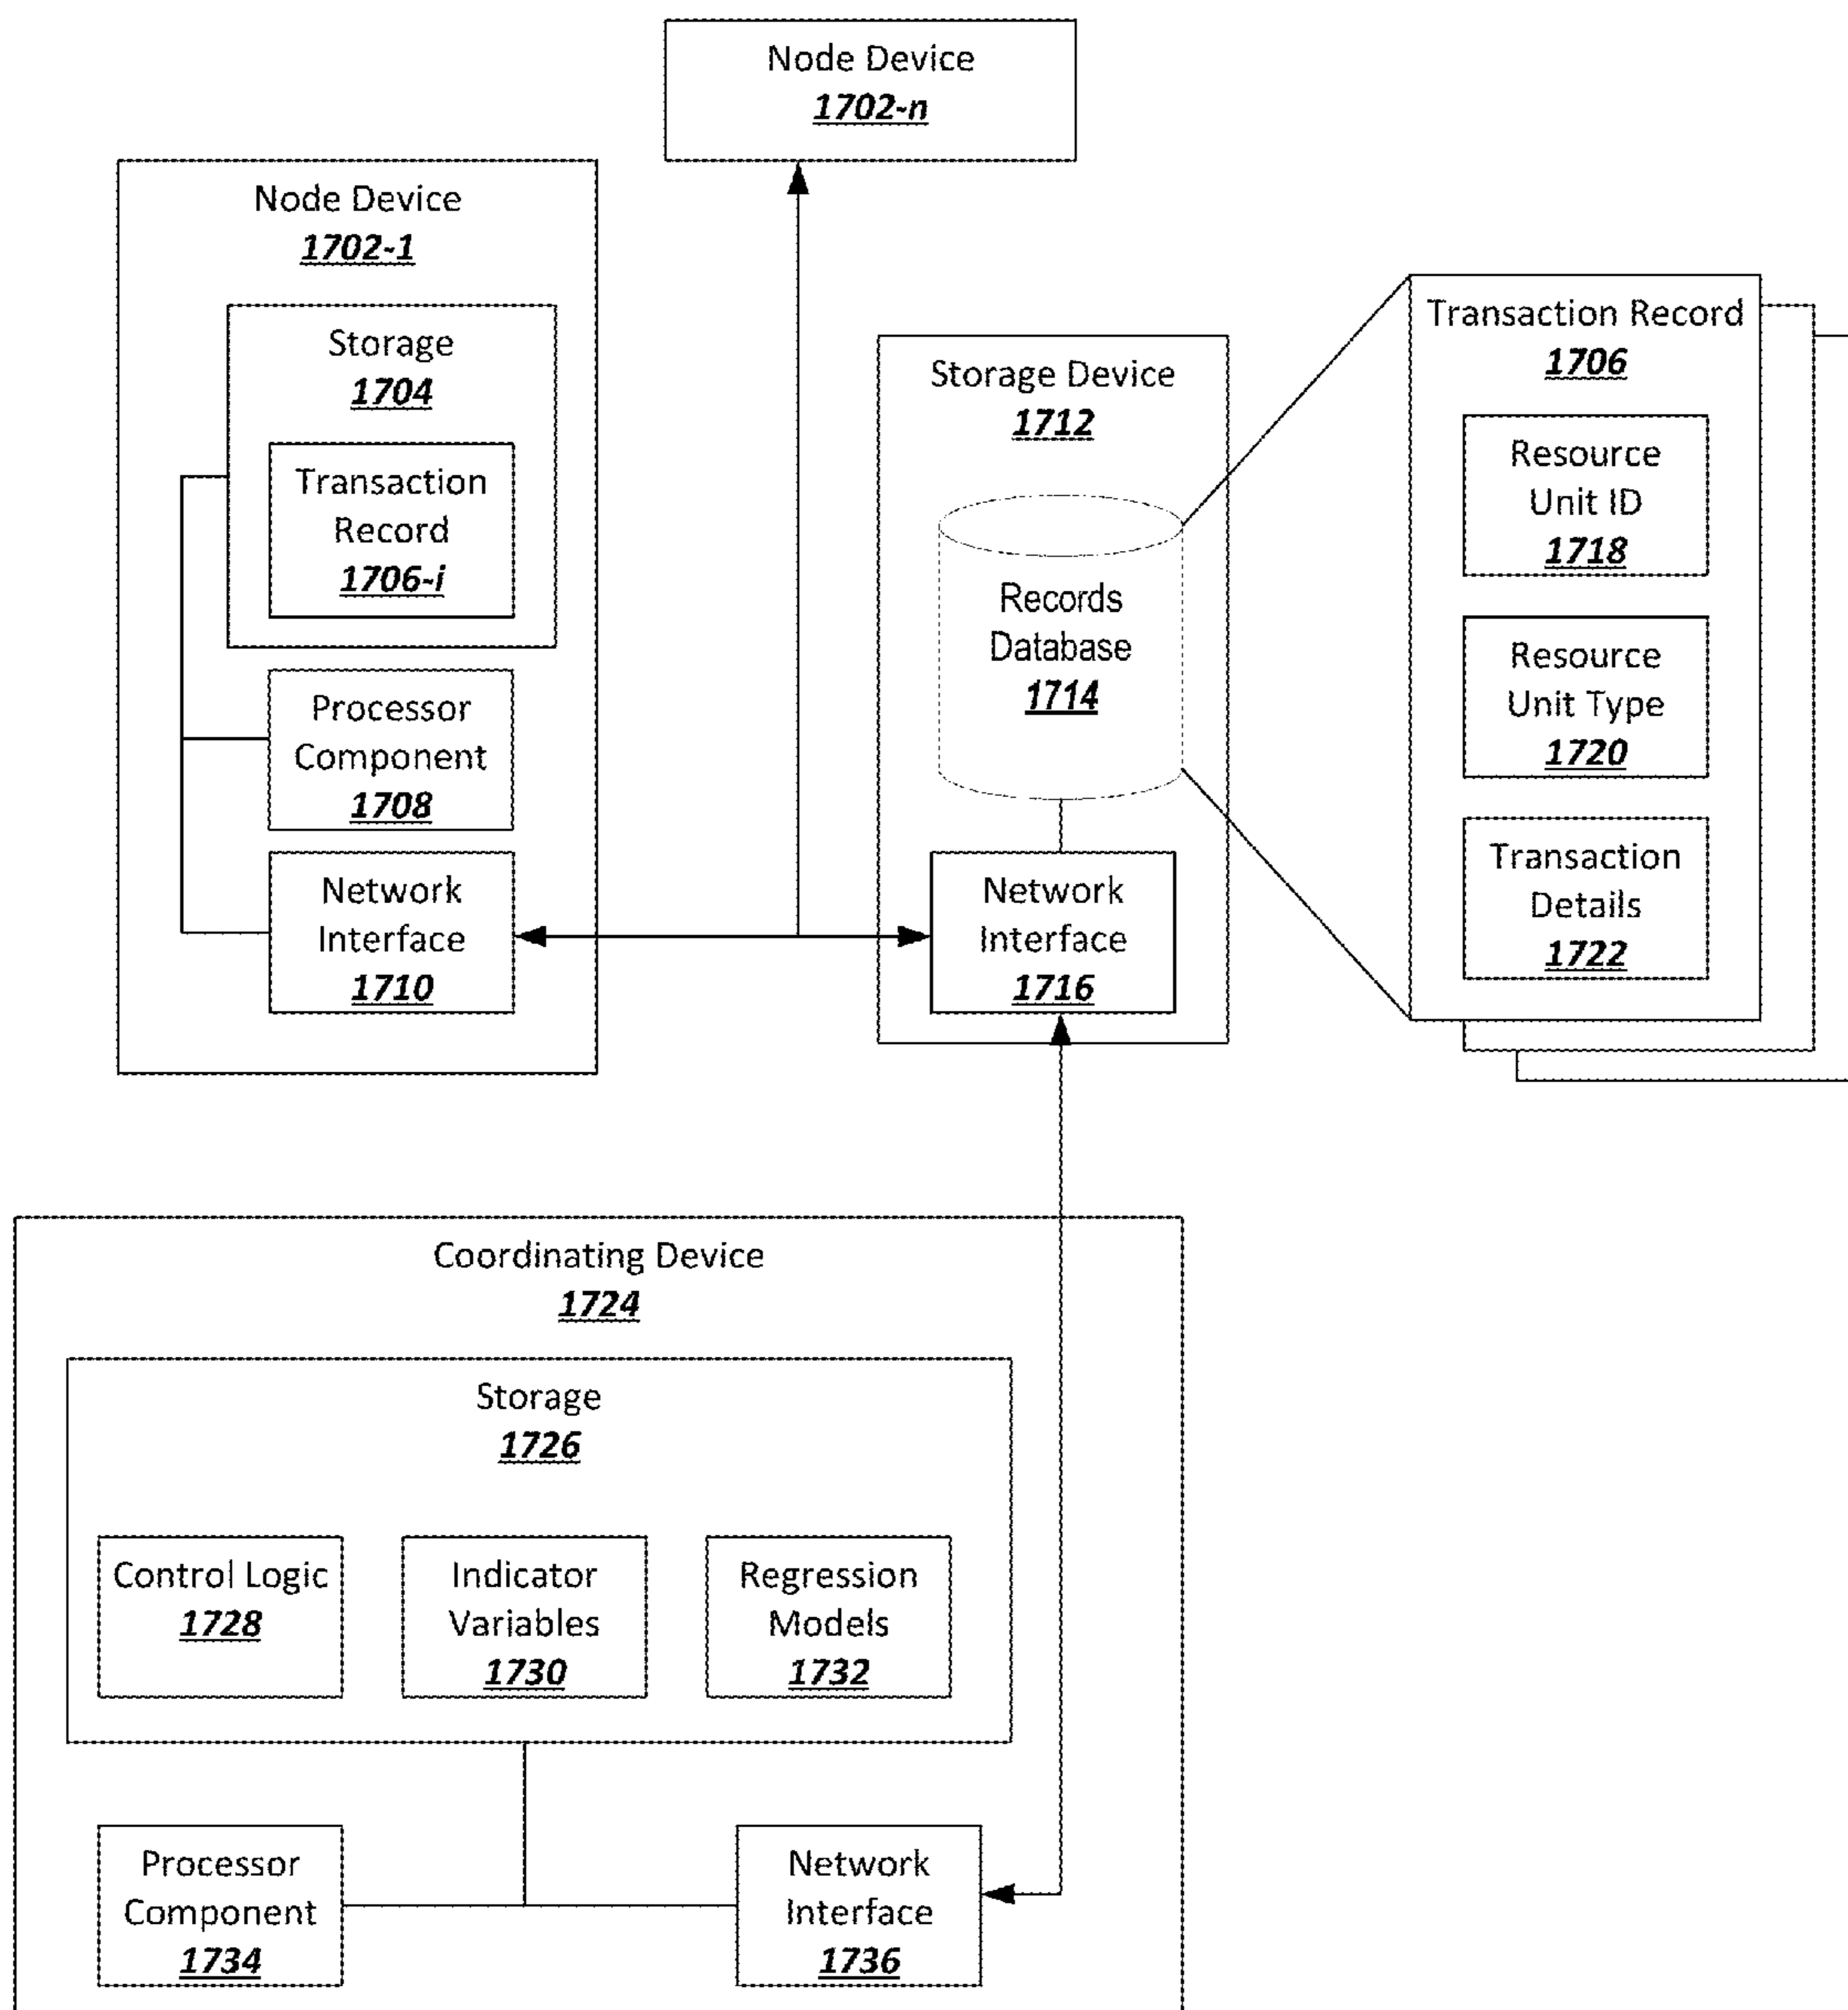 Node Device
1702-n
Node Device
1702-1
Storage
1704
Transaction
Record
1706-i
Processor
Component
1708
Network
Interface
1710
Storage Device
1712
Records
Database
1714
Network
Interface
1716
Transaction Record
1706
Resource
Unit ID
1718
Resource
Unit Type
1720
Transaction
Details
1722
Coordinating Device
1724
Storage
1726
Control Logic
1728
Indicator
Variables
1730
Regression
Models
1732
Processor
Component
1734
Network
Interface
1736